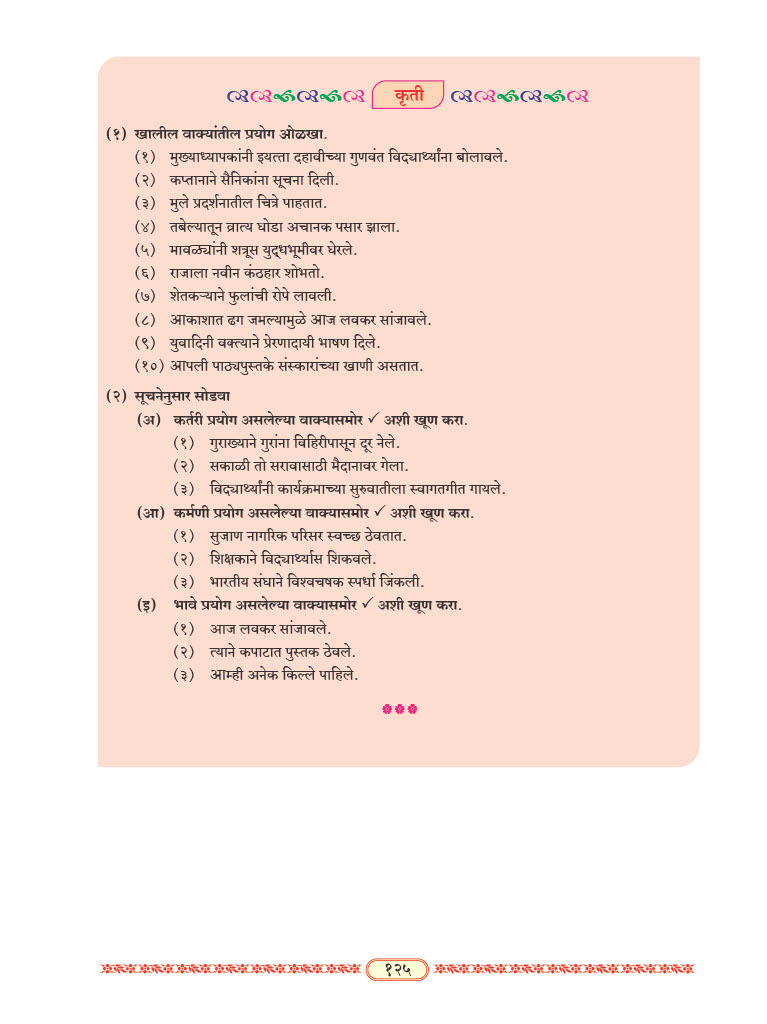 कृती
(१) खालील वाक्यांतील प्रयोग ओळखा.
(१) मुख्याध्यापकांनी इयत्ता दहावीच्या गुणवंत विद्यार्थ्यांना बोलावले.
(२) कप्तानाने सैनिकांना सूचना दिली.
(३) मुले प्रदर्शनातील चित्रे पाहतात.
(४) तबेल्यातून व्रात्य घोडा अचानक पसार झाला.
(५) मावळ्यांनी शत्रूस युद्धभूमीवर घेरले.
(६) राजाला नवीन कंठहार शोभतो.
(७) शेतकऱ्याने फुलांची रोपे लावली.
(८) आकाशात ढग जमल्यामुळे आज लवकर सांजावले.
(९) युवादिनी वक्त्याने प्रेरणादायी भाषण दिले.
(१०) आपली पाठ्यपुस्तके संस्कारांच्या खाणी असतात.
(२) सूचनेनुसार सोडवा
(अ) कर्तरी प्रयोग असलेल्या वाक्यासमोर ✓ अशी खूण करा.
(१) गुराख्याने गुरांना विहिरीपासून दूर नेले.
(२) सकाळी तो सरावासाठी मैदानावर गेला.
(३) विद्यार्थ्यांनी कार्यक्रमाच्या सुरुवातीला स्वागतगीत गायले.
(आ) कर्मणी प्रयोग असलेल्या वाक्यासमोर ✓ अशी खूण करा.
(१) सुजाण नागरिक परिसर स्वच्छ ठेवतात.
(२) शिक्षकाने विद्यार्थ्यास शिकवले.
(३) भारतीय संघाने विश्वचषक स्पर्धा जिंकली.
(इ) भावे प्रयोग असलेल्या वाक्यासमोर ✓ अशी खूण करा.
(१) आज लवकर सांजावले.
(२) त्याने कपाटात पुस्तक ठेवले.
(३) आम्ही अनेक किल्ले पाहिले.
१२५